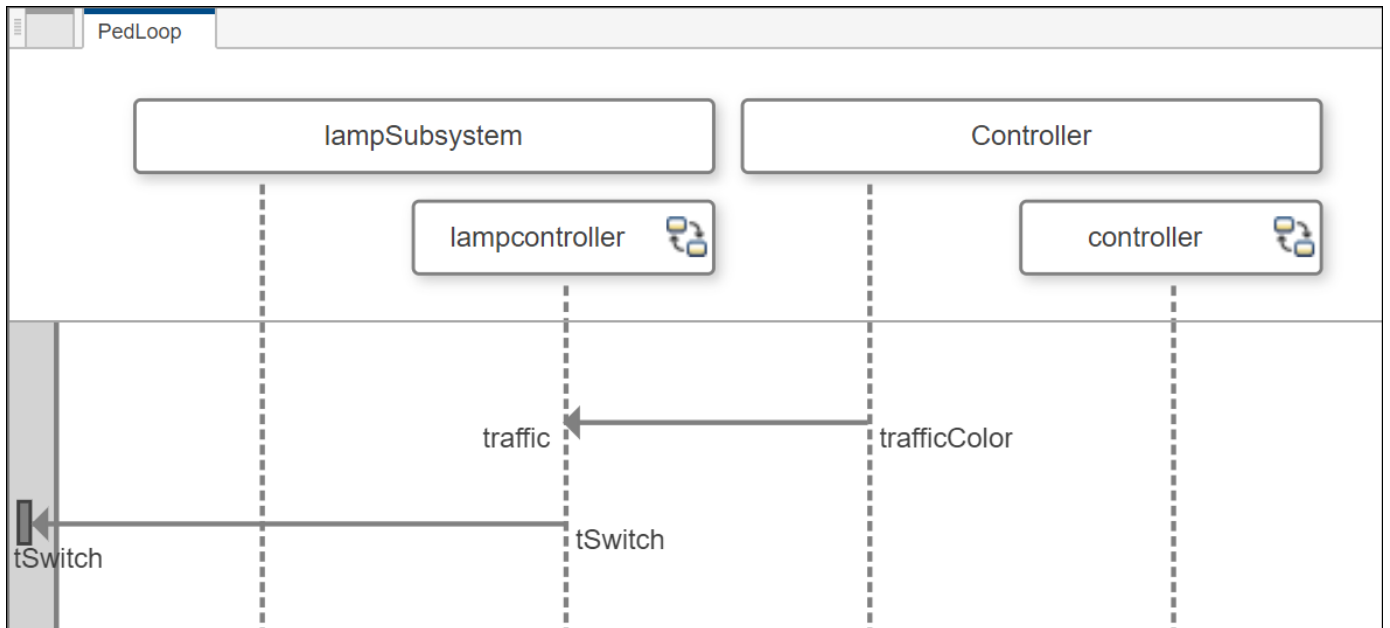 PedLoop
lampSubsystem
Controller
lampcontroller
controller
traffic
trafficColor
tSwitch
tSwitch